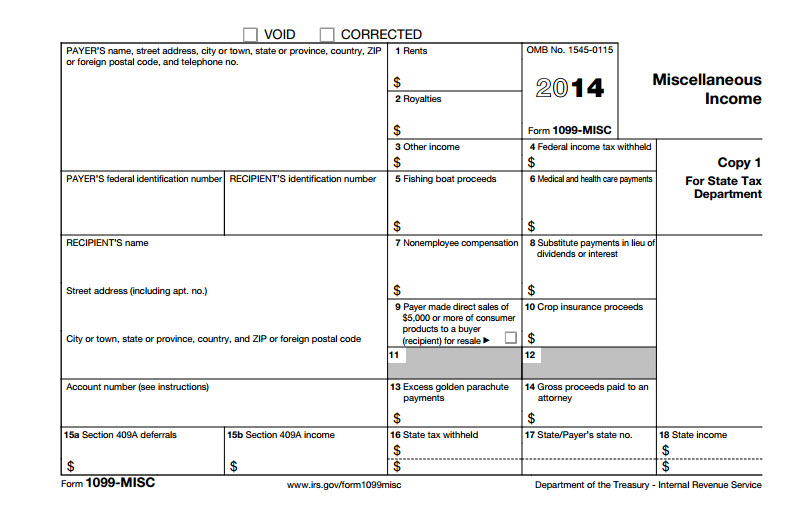 VOID CORRECTED
PAYER'S name, street address, city or town, state or province, country, ZIP
or foreign postal code, and telephone no.
1 Rents
$
2 Royalties
$
OMB No. 1545-0115
2014
Form 1099-MISC
Miscellaneous
Income
3 Other income
$
4 Federal income tax withheld
$
Copy 1
For State Tax
Department
PAYER'S federal identification number
RECIPIENT'S identification number
5 Fishing boat proceeds
$
6 Medical and health care payments
$
RECIPIENT'S name
Street address (including apt. no.)
City or town, state or province, country, and ZIP or foreign postal code
7 Nonemployee compensation
$
8 Substitute payments in lieu of
dividends or interest
$
9 Payer made direct sales of
$5,000 or more of consumer
products to a buyer
(recipient) for resale ▶
10 Crop insurance proceeds
$
11
12
Account number (see instructions)
13 Excess golden parachute
payments
$
14 Gross proceeds paid to an
attorney
$
15a Section 409A deferrals
$
15b Section 409A income
$
16 State tax withheld
$
$
17 State/Payer's state no.
18 State income
$
$
Form 1099-MISC
www.irs.gov/form1099misc
Department of the Treasury - Internal Revenue Service